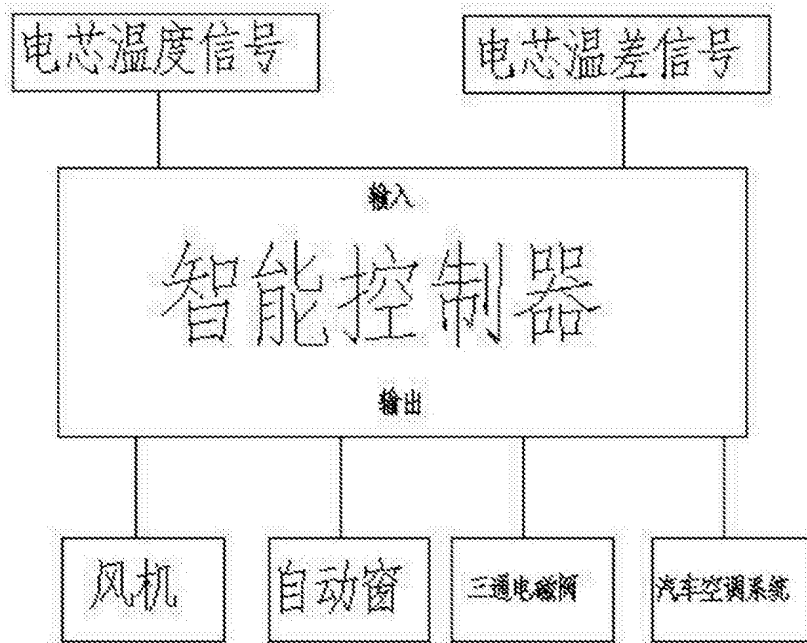 电芯温度信号 电芯温差信号
输入
智能控制器
输出
风机 自动窗 三通电磁阀 汽车空调系统